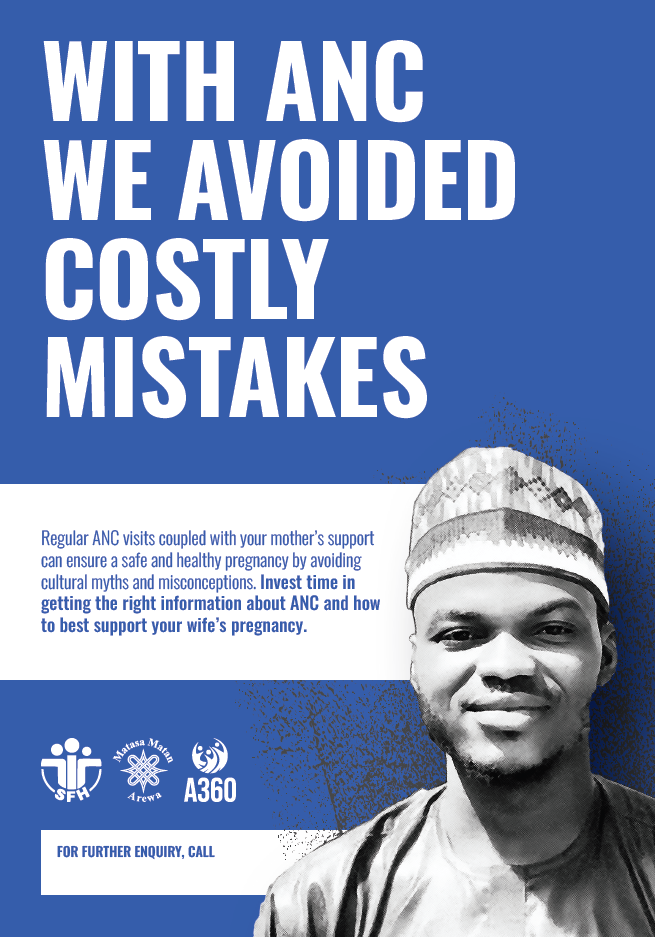 WITH ANC
WE AVOIDED
COSTLY
MISTAKES
Regular ANC visits coupled with your mother’s support
can ensure a safe and healthy pregnancy by avoiding
cultural myths and misconceptions. Invest time in
getting the right information about ANC and how
to best support your wife’s pregnancy.
SFH
Matasa Matan
Arewa
A360
FOR FURTHER ENQUIRY, CALL